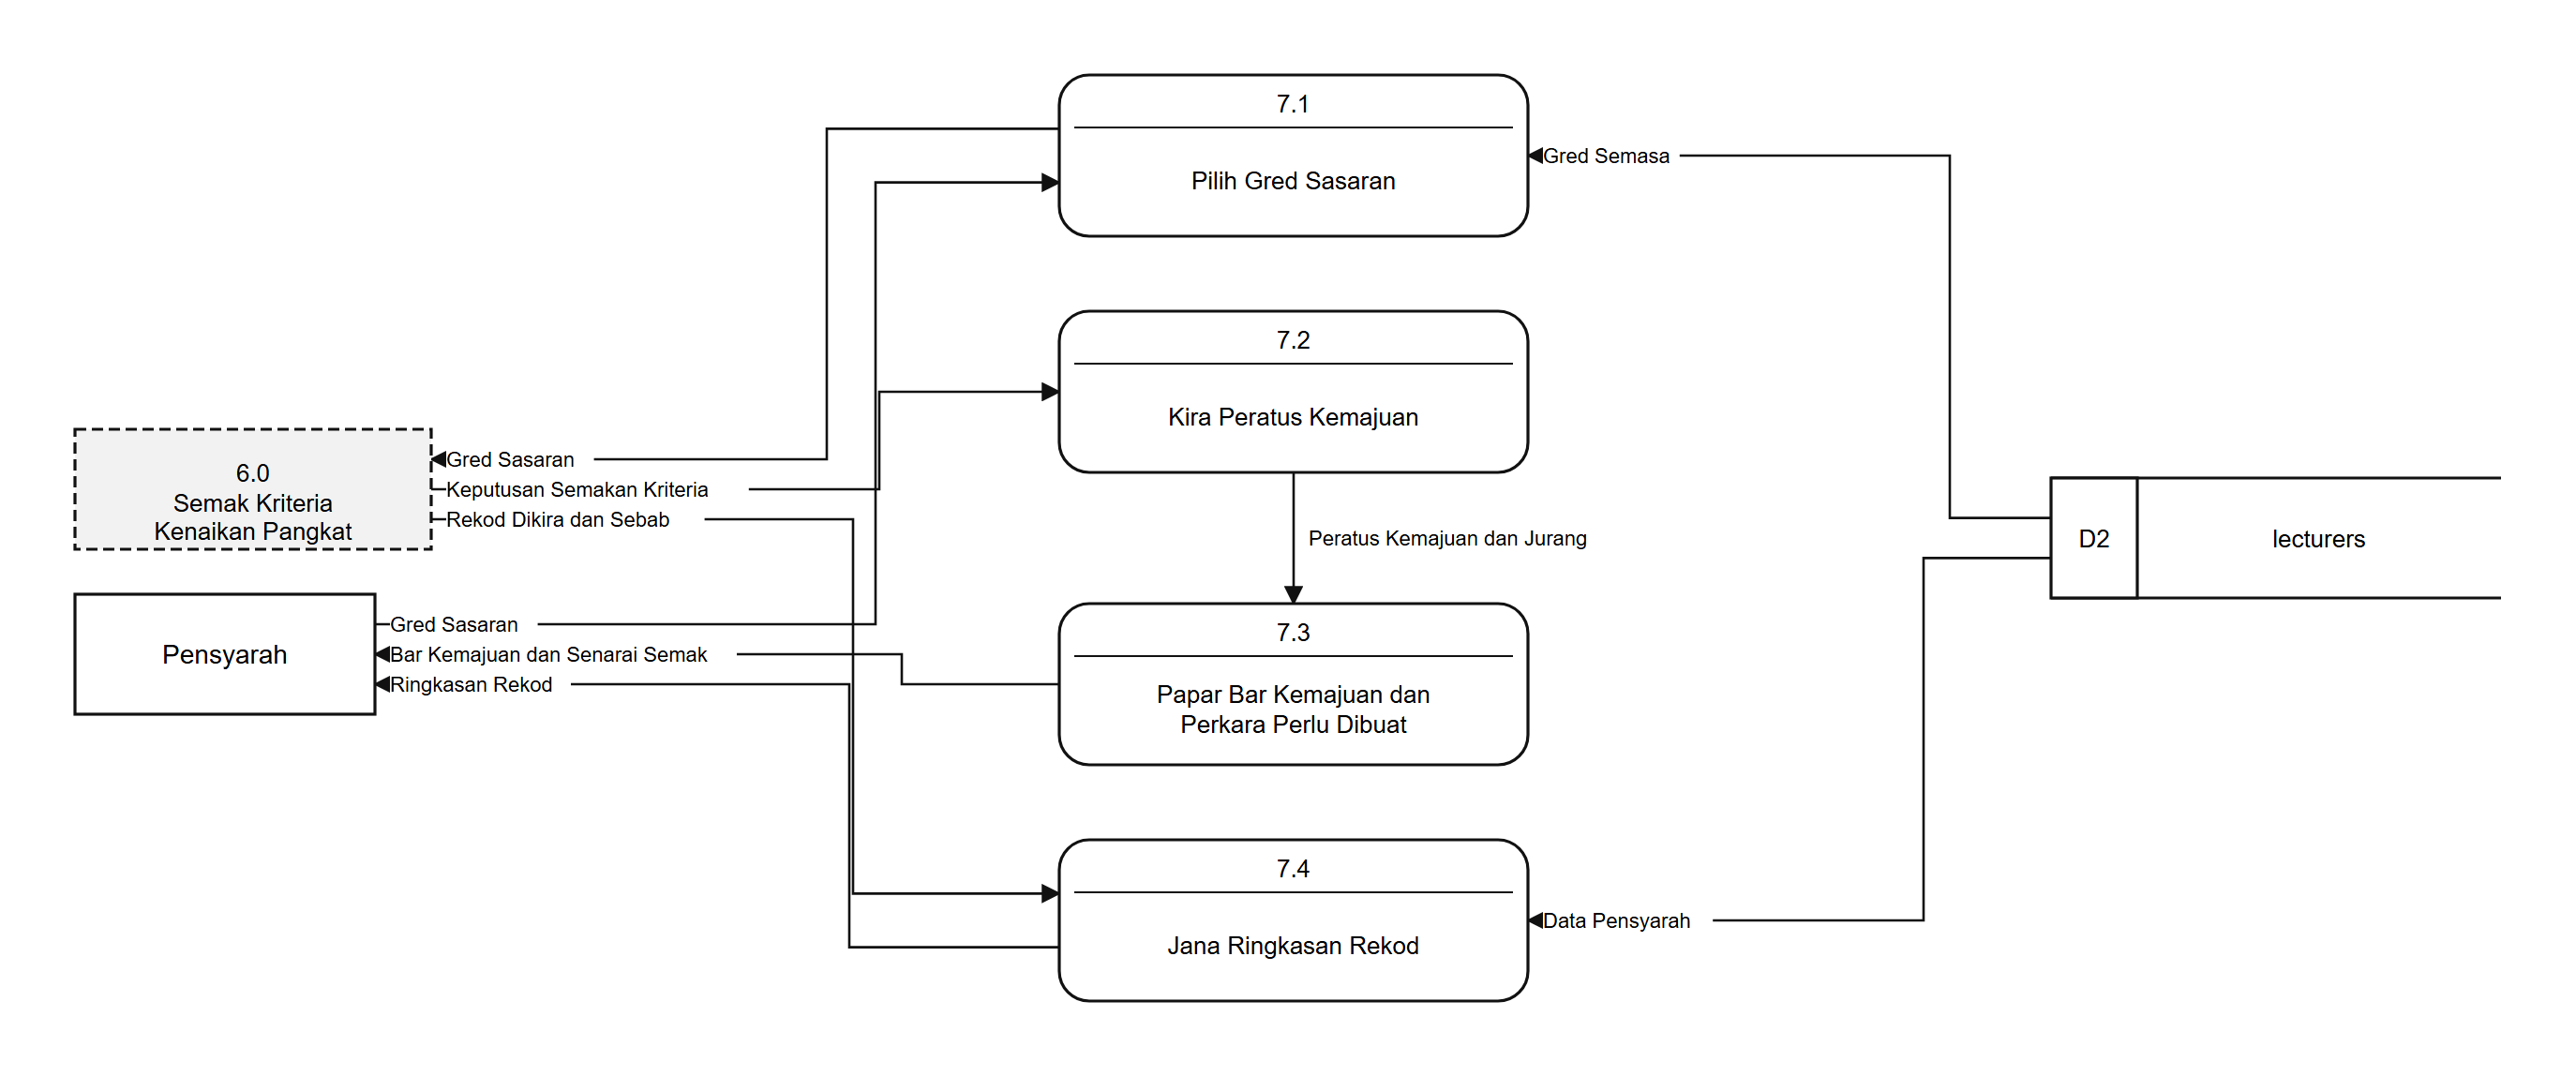 7.1
Pilih Gred Sasaran
Gred Semasa
7.2
Kira Peratus Kemajuan
6.0
Semak Kriteria
Kenaikan Pangkat
Gred Sasaran
Keputusan Semakan Kriteria
Rekod Dikira dan Sebab
Peratus Kemajuan dan Jurang
D2
lecturers
Pensyarah
Gred Sasaran
Bar Kemajuan dan Senarai Semak
Ringkasan Rekod
7.3
Papar Bar Kemajuan dan
Perkara Perlu Dibuat
7.4
Jana Ringkasan Rekod
Data Pensyarah